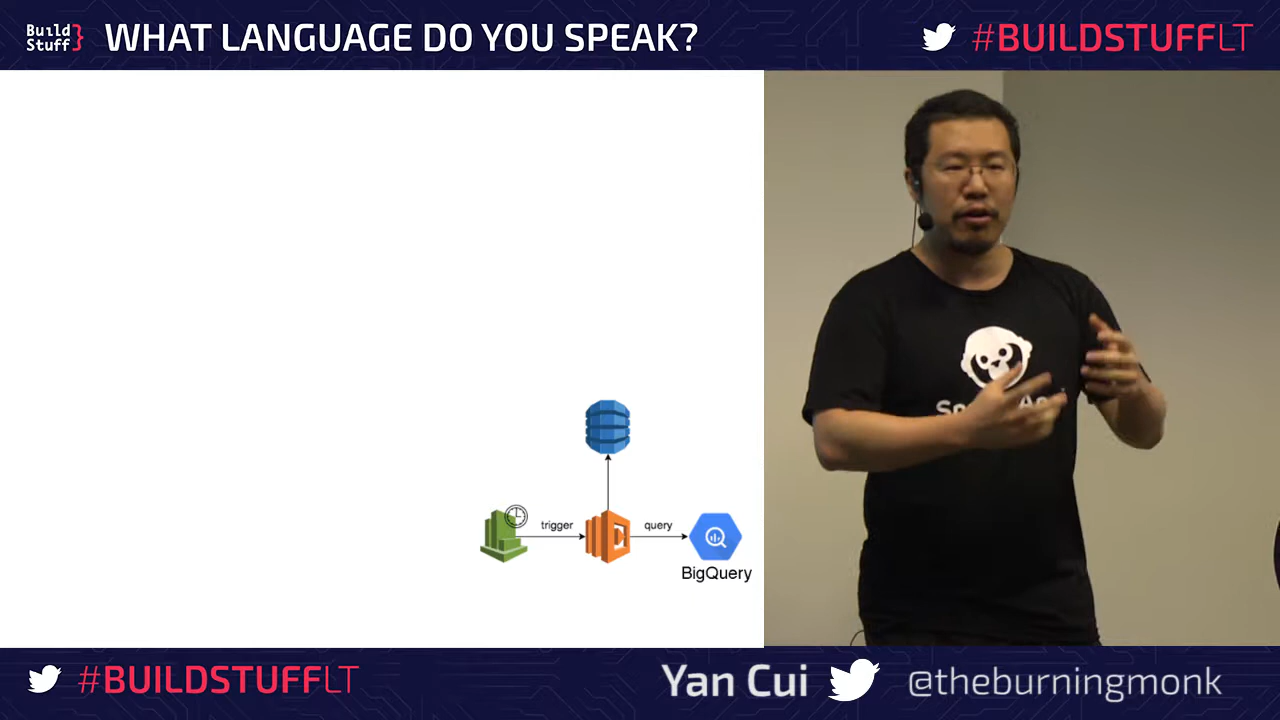 Build
Stuff}
WHAT LANGUAGE DO YOU SPEAK?
#BUILDSTUFFLT
trigger
query
BigQuery
#BUILDSTUFFLT
Yan Cui
@theburningmonk